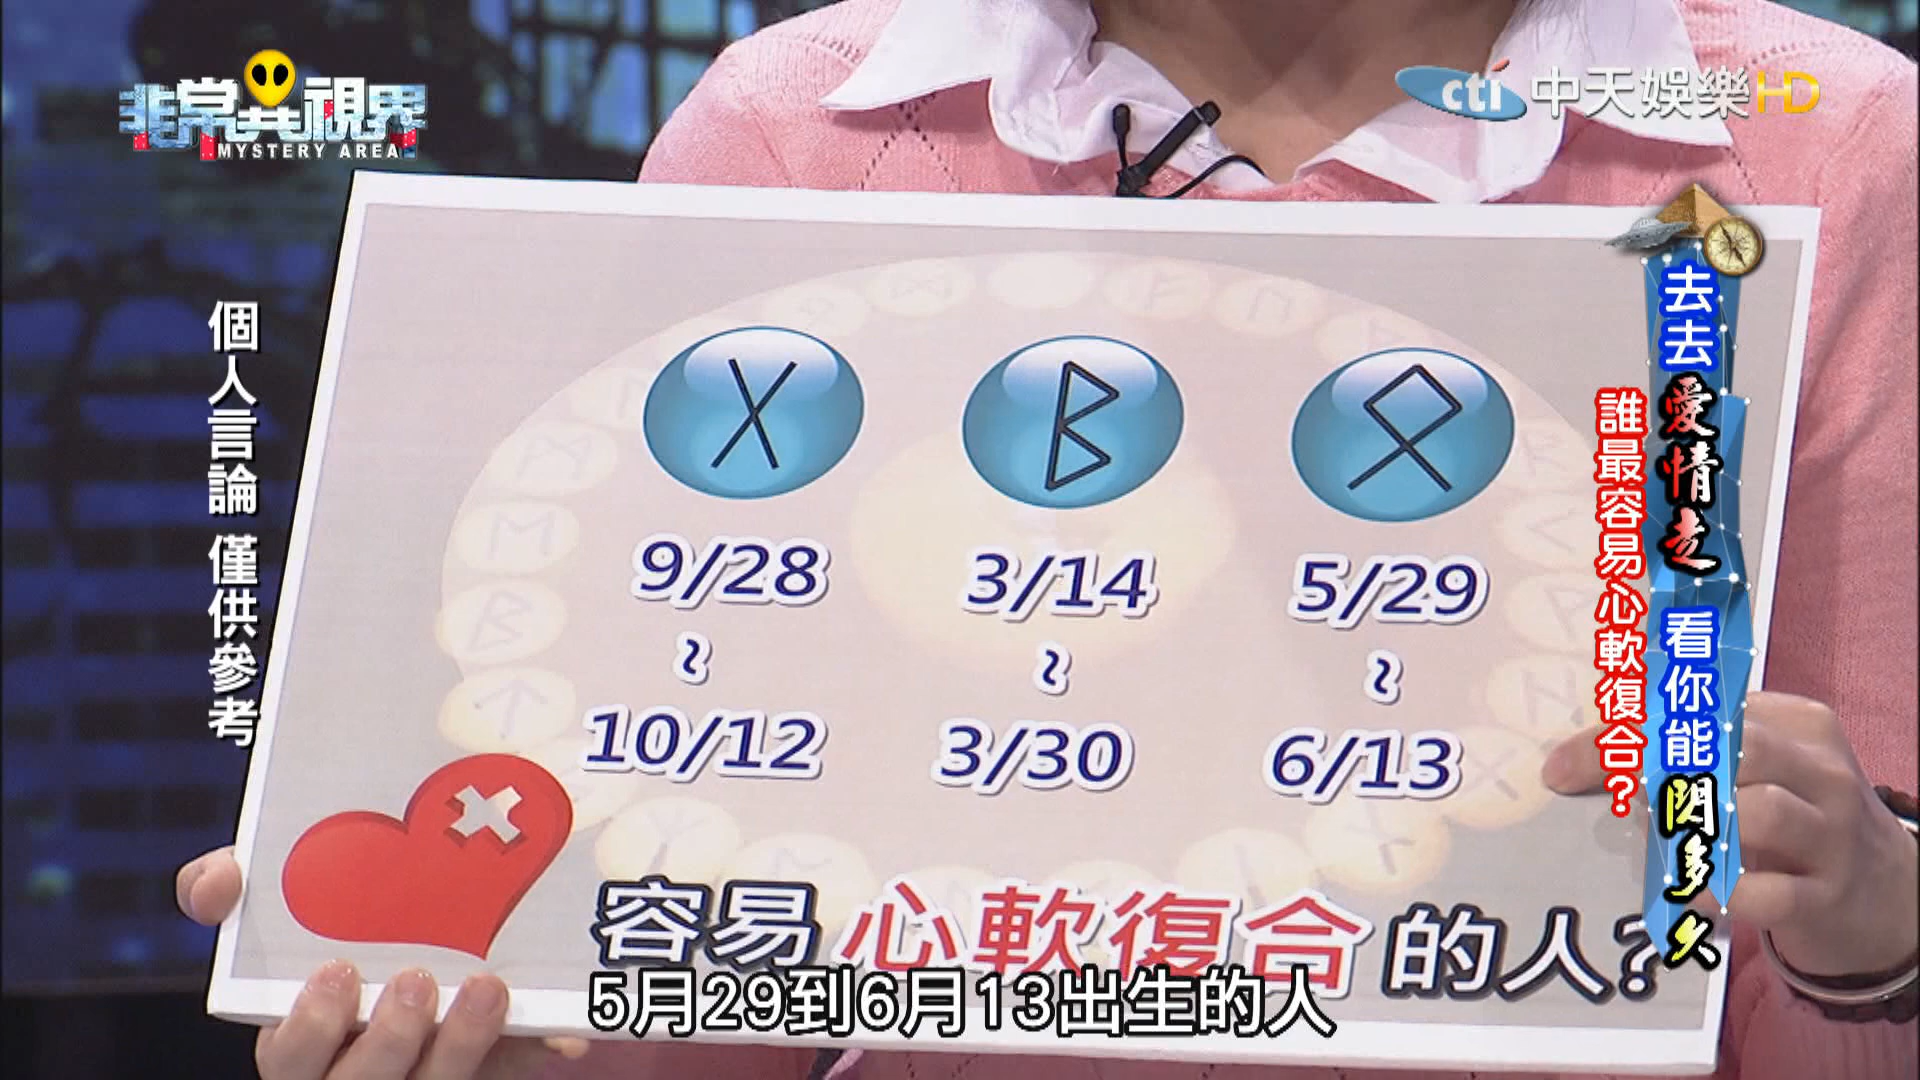 非常異視界
MYSTERY AREA
cti 中天娛樂HD
個人言論 僅供參考
去去愛情走 看你能閃多久
誰最容易心軟復合?
9/28
~
10/12
3/14
~
3/30
5/29
~
6/13
容易心軟復合的人?
5月29到6月13出生的人